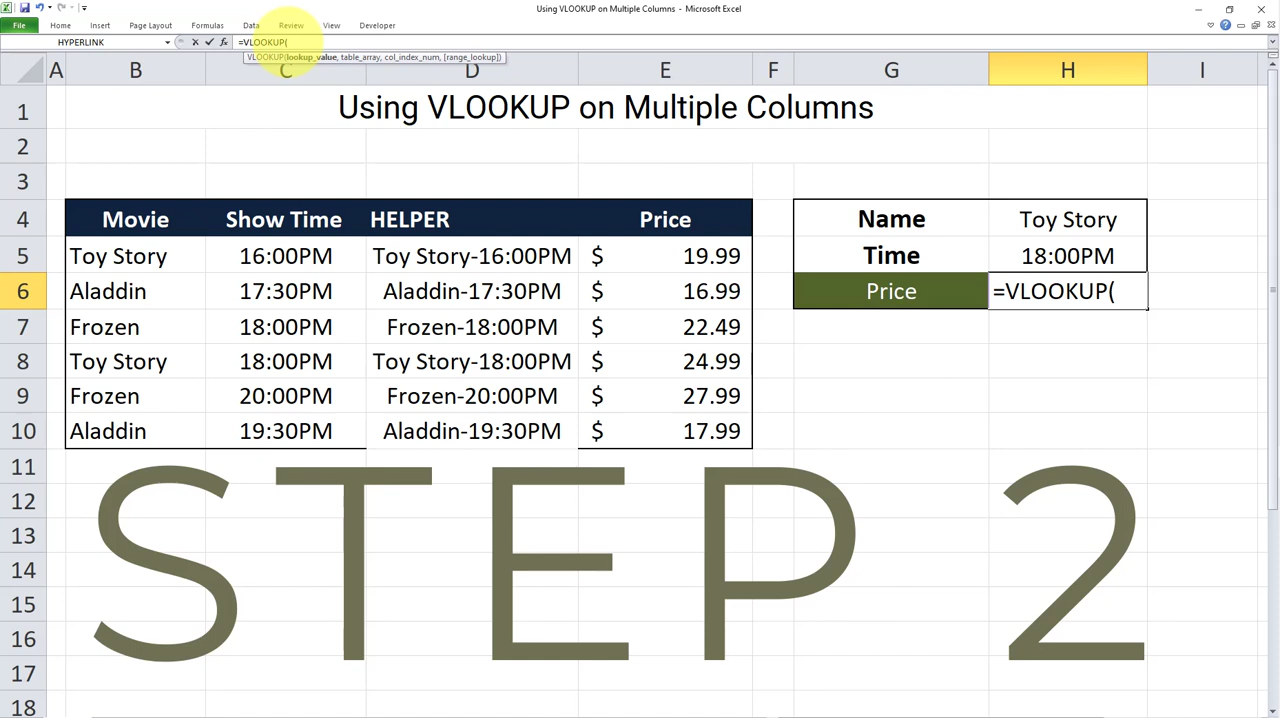 Using VLOOKUP on Multiple Columns - Microsoft Excel
File Home Insert Page Layout Formulas Data Review View Developer
HYPERLINK fx =VLOOKUP(
VLOOKUP(lookup_value, table_array, col_index_num, [range_lookup])
A B C D E F G H I
1 Using VLOOKUP on Multiple Columns
2
3
4 Movie Show Time HELPER Price Name Toy Story
5 Toy Story 16:00PM Toy Story-16:00PM $ 19.99 Time 18:00PM
6 Aladdin 17:30PM Aladdin-17:30PM $ 16.99 Price =VLOOKUP(
7 Frozen 18:00PM Frozen-18:00PM $ 22.49
8 Toy Story 18:00PM Toy Story-18:00PM $ 24.99
9 Frozen 20:00PM Frozen-20:00PM $ 27.99
10 Aladdin 19:30PM Aladdin-19:30PM $ 17.99
11
12
13
14
15
16
17
18
STEP 2